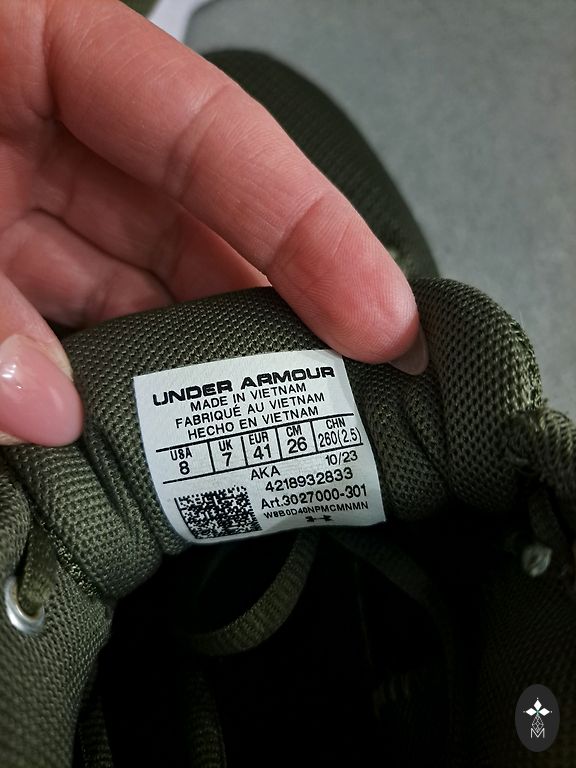 UNDER ARMOUR
MADE IN VIETNAM
FABRIQUÉ AU VIETNAM
HECHO EN VIETNAM
USA UK EUR CM CHN
8 7 41 26 260(2.5)
AKA 10/23
4218932833
Art.3027000-301
W8B0D40NPMCMNMN
M